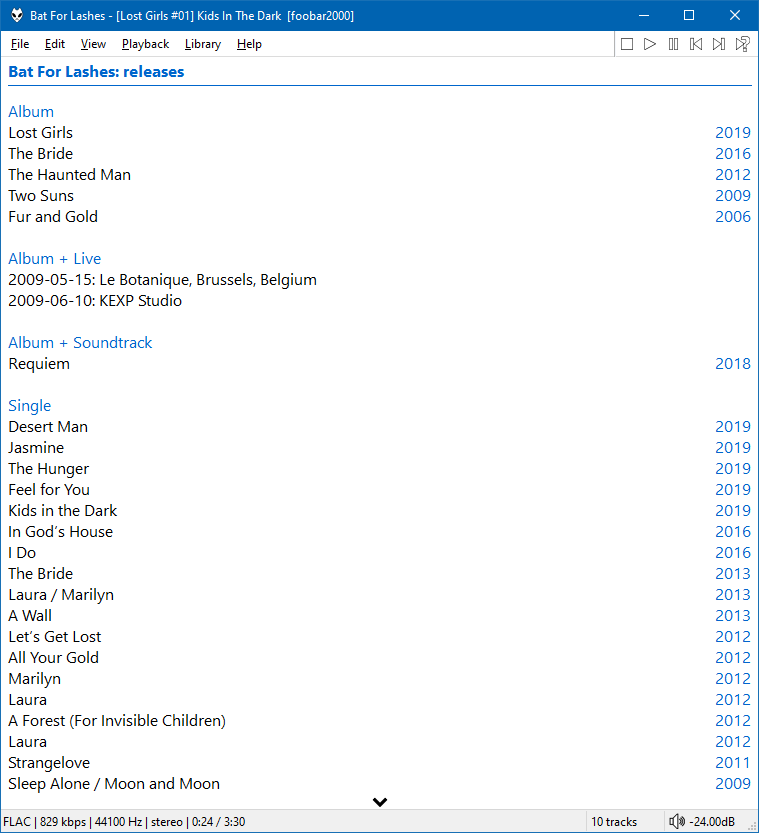 Bat For Lashes - [Lost Girls #01] Kids In The Dark  [foobar2000]
File Edit View Playback Library Help
Bat For Lashes: releases
Album
Lost Girls 2019
The Bride 2016
The Haunted Man 2012
Two Suns 2009
Fur and Gold 2006
Album + Live
2009-05-15: Le Botanique, Brussels, Belgium
2009-06-10: KEXP Studio
Album + Soundtrack
Requiem 2018
Single
Desert Man 2019
Jasmine 2019
The Hunger 2019
Feel for You 2019
Kids in the Dark 2019
In God’s House 2016
I Do 2016
The Bride 2013
Laura / Marilyn 2013
A Wall 2013
Let’s Get Lost 2012
All Your Gold 2012
Marilyn 2012
Laura 2012
A Forest (For Invisible Children) 2012
Laura 2012
Strangelove 2011
Sleep Alone / Moon and Moon 2009
FLAC | 829 kbps | 44100 Hz | stereo | 0:24 / 3:30 10 tracks -24.00dB